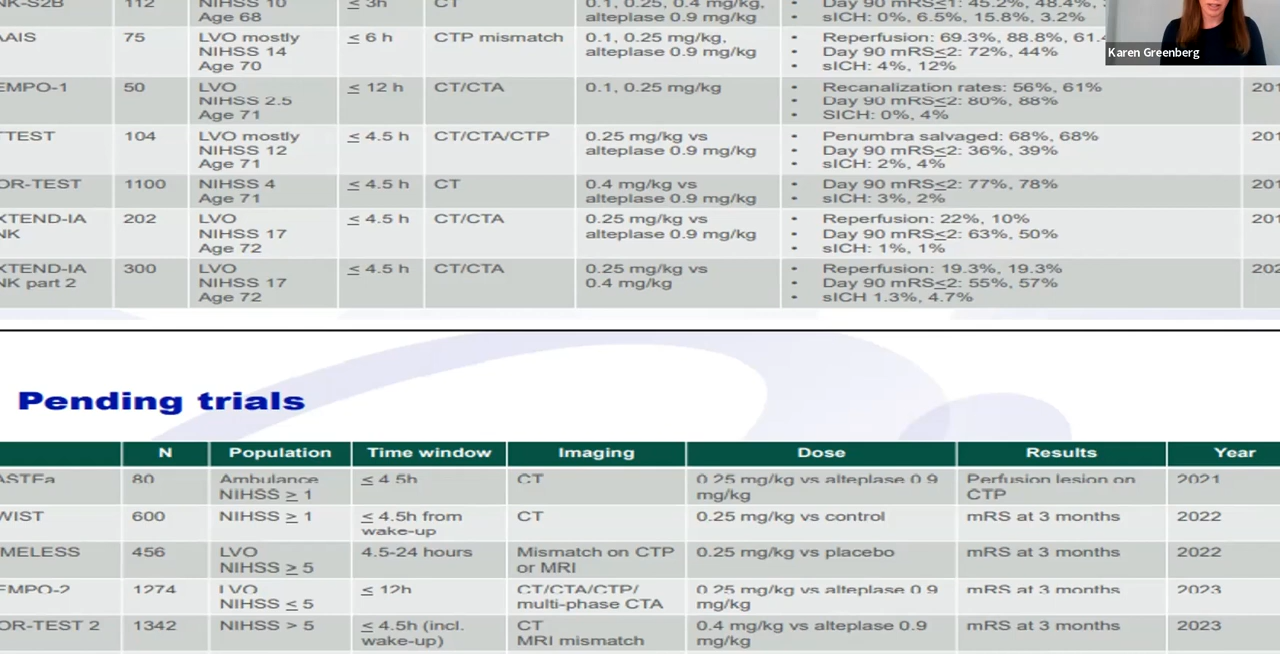 NK-S2B 112 NIHSS 10 ≤ 3h CT 0.1, 0.25, 0.4 mg/kg, • Day 90 mRS≤1: 45.2%, 48.4%,
Age 68 alteplase 0.9 mg/kg • sICH: 0%, 6.5%, 15.8%, 3.2%
AAIS 75 LVO mostly ≤ 6 h CTP mismatch 0.1, 0.25 mg/kg, • Reperfusion: 69.3%, 88.8%, 61.4
NIHSS 14 alteplase 0.9 mg/kg • Day 90 mRS≤2: 72%, 44%
Age 70 • sICH: 4%, 12%
Karen Greenberg
EMPO-1 50 LVO ≤ 12 h CT/CTA 0.1, 0.25 mg/kg • Recanalization rates: 56%, 61% 201
NIHSS 2.5 • Day 90 mRS≤2: 80%, 88%
Age 71 • SICH: 0%, 4%
TTEST 104 LVO mostly ≤ 4.5 h CT/CTA/CTP 0.25 mg/kg vs • Penumbra salvaged: 68%, 68% 201
NIHSS 12 alteplase 0.9 mg/kg • Day 90 mRS≤2: 36%, 39%
Age 71 • sICH: 2%, 4%
OR-TEST 1100 NIHSS 4 ≤ 4.5 h CT 0.4 mg/kg vs • Day 90 mRS≤2: 77%, 78% 201
Age 71 alteplase 0.9 mg/kg • sICH: 3%, 2%
XTEND-IA 202 LVO ≤ 4.5 h CT/CTA 0.25 mg/kg vs • Reperfusion: 22%, 10% 201
NK NIHSS 17 alteplase 0.9 mg/kg • Day 90 mRS≤2: 63%, 50%
Age 72 • sICH: 1%, 1%
XTEND-IA 300 LVO ≤ 4.5 h CT/CTA 0.25 mg/kg vs • Reperfusion: 19.3%, 19.3% 202
NK part 2 NIHSS 17 0.4 mg/kg • Day 90 mRS≤2: 55%, 57%
Age 72 • sICH 1.3%, 4.7%
Pending trials
N Population Time window Imaging Dose Results Year
ASTEa 80 Ambulance ≤ 4.5h CT 0.25 mg/kg vs alteplase 0.9 Perfusion lesion on 2021
NIHSS ≥ 1 mg/kg CTP
WIST 600 NIHSS ≥ 1 ≤ 4.5h from CT 0.25 mg/kg vs control mRS at 3 months 2022
wake-up
MELESS 456 LVO 4.5-24 hours Mismatch on CTP 0.25 mg/kg vs placebo mRS at 3 months 2022
NIHSS ≥ 5 or MRI
EMPO-2 1274 LVO ≤ 12h CT/CTA/CTP/ 0.25 mg/kg vs alteplase 0.9 mRS at 3 months 2023
NIHSS ≤ 5 multi-phase CTA mg/kg
OR-TEST 2 1342 NIHSS > 5 ≤ 4.5h (incl. CT 0.4 mg/kg vs alteplase 0.9 mRS at 3 months 2023
wake-up) MRI mismatch mg/kg